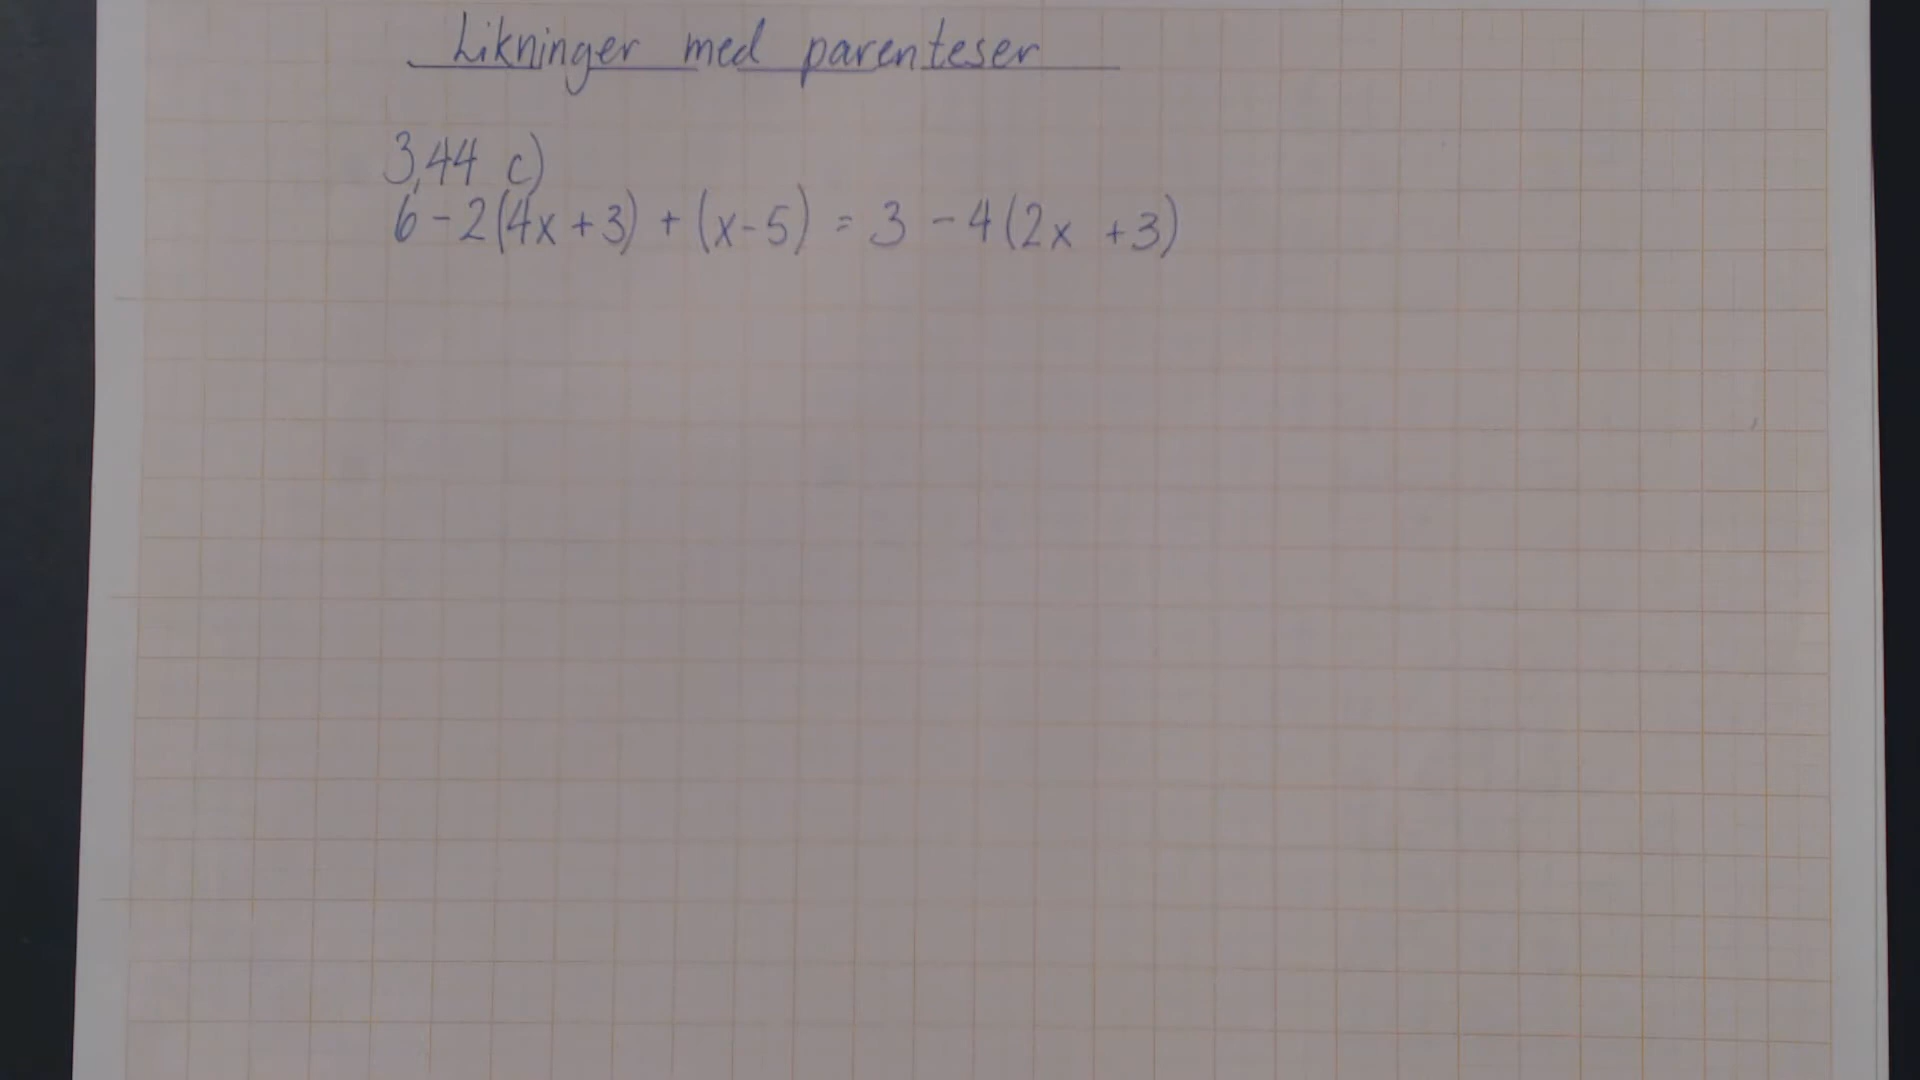 Likninger med parenteser
3,44 c)
6 - 2(4x + 3) + (x - 5) = 3 - 4(2x + 3)